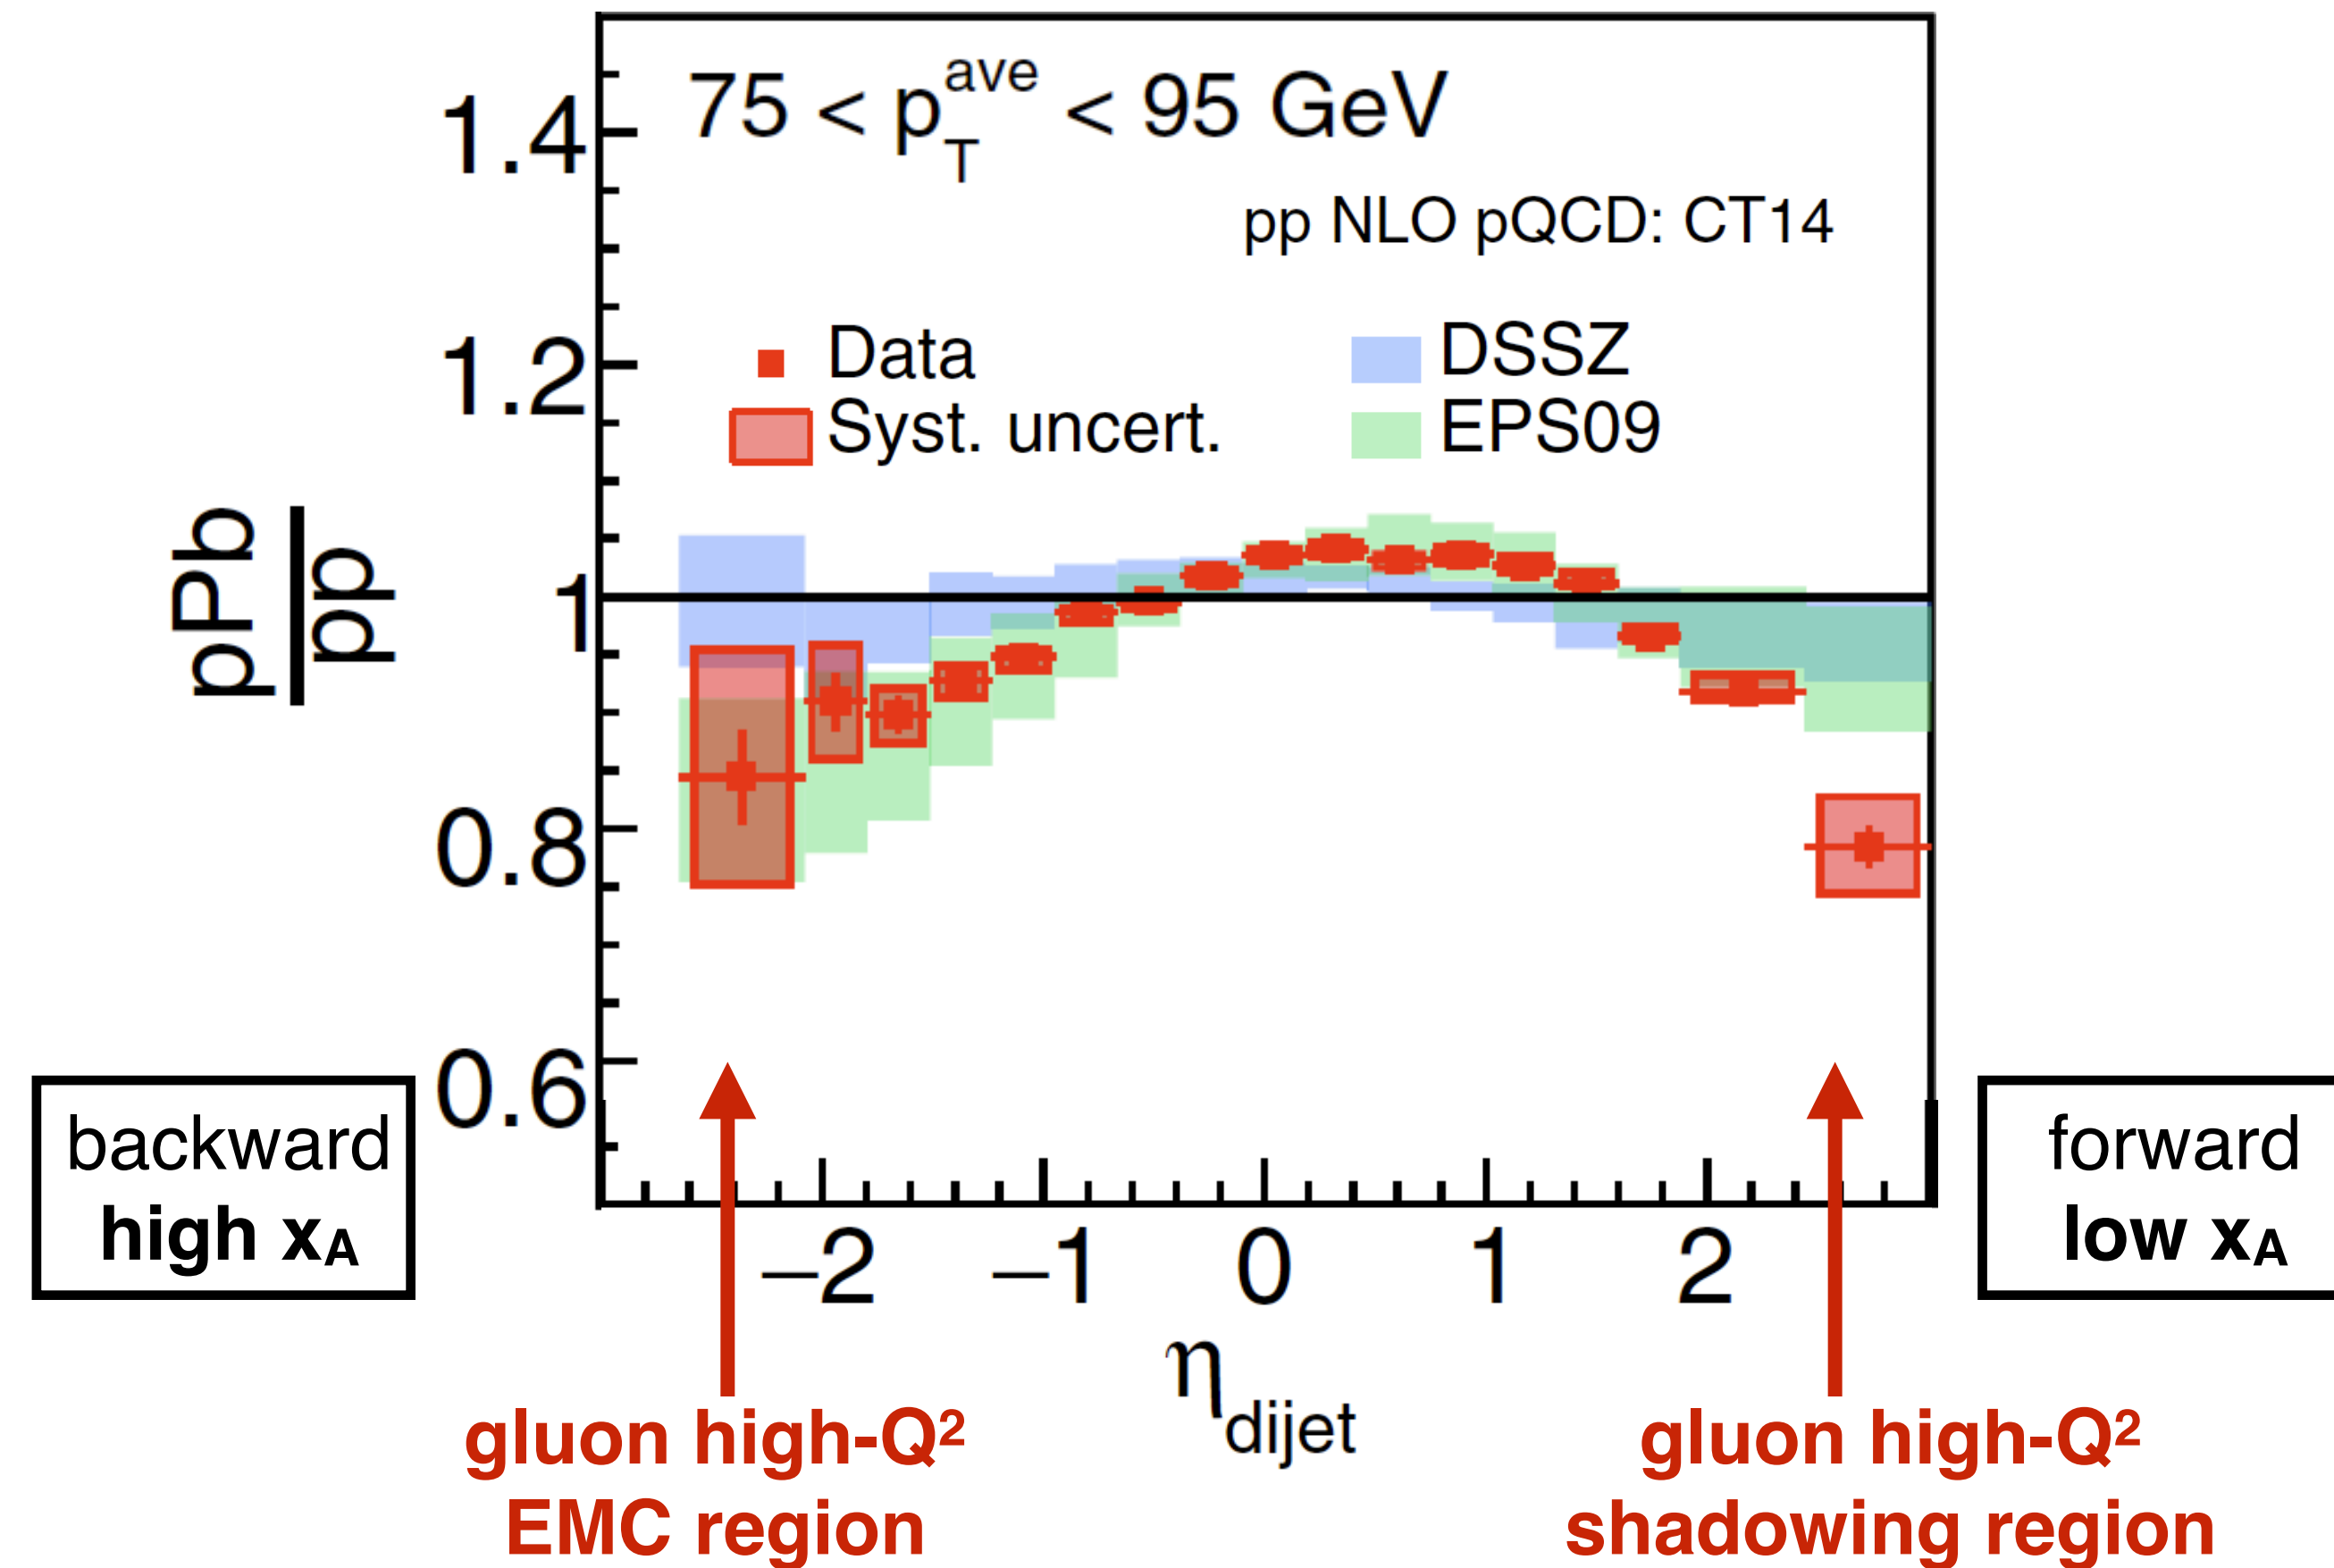 75 < p_T^ave < 95 GeV
pp NLO pQCD: CT14
Data
Syst. uncert.
DSSZ
EPS09
pPb
pp
1.4
1.2
1
0.8
0.6
−2 −1 0 1 2
η_dijet
backward
high x_A
forward
low x_A
gluon high-Q²
EMC region
gluon high-Q²
shadowing region